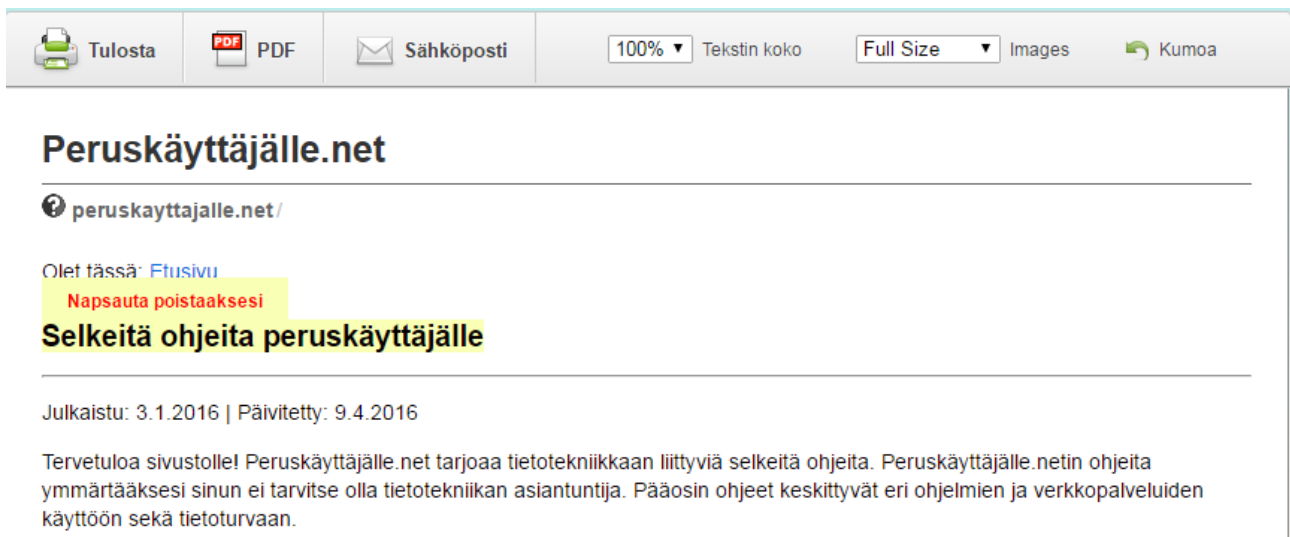 Tulosta PDF PDF Sähköposti 100% Tekstin koko Full Size Images Kumoa
Peruskäyttäjälle.net
peruskayttajalle.net/
Olet tässä: Etusivu
Napsauta poistaaksesi
Selkeitä ohjeita peruskäyttäjälle
Julkaistu: 3.1.2016 | Päivitetty: 9.4.2016
Tervetuloa sivustolle! Peruskäyttäjälle.net tarjoaa tietotekniikkaan liittyviä selkeitä ohjeita. Peruskäyttäjälle.netin ohjeita
ymmärtääksesi sinun ei tarvitse olla tietotekniikan asiantuntija. Pääosin ohjeet keskittyvät eri ohjelmien ja verkkopalveluiden
käyttöön sekä tietoturvaan.